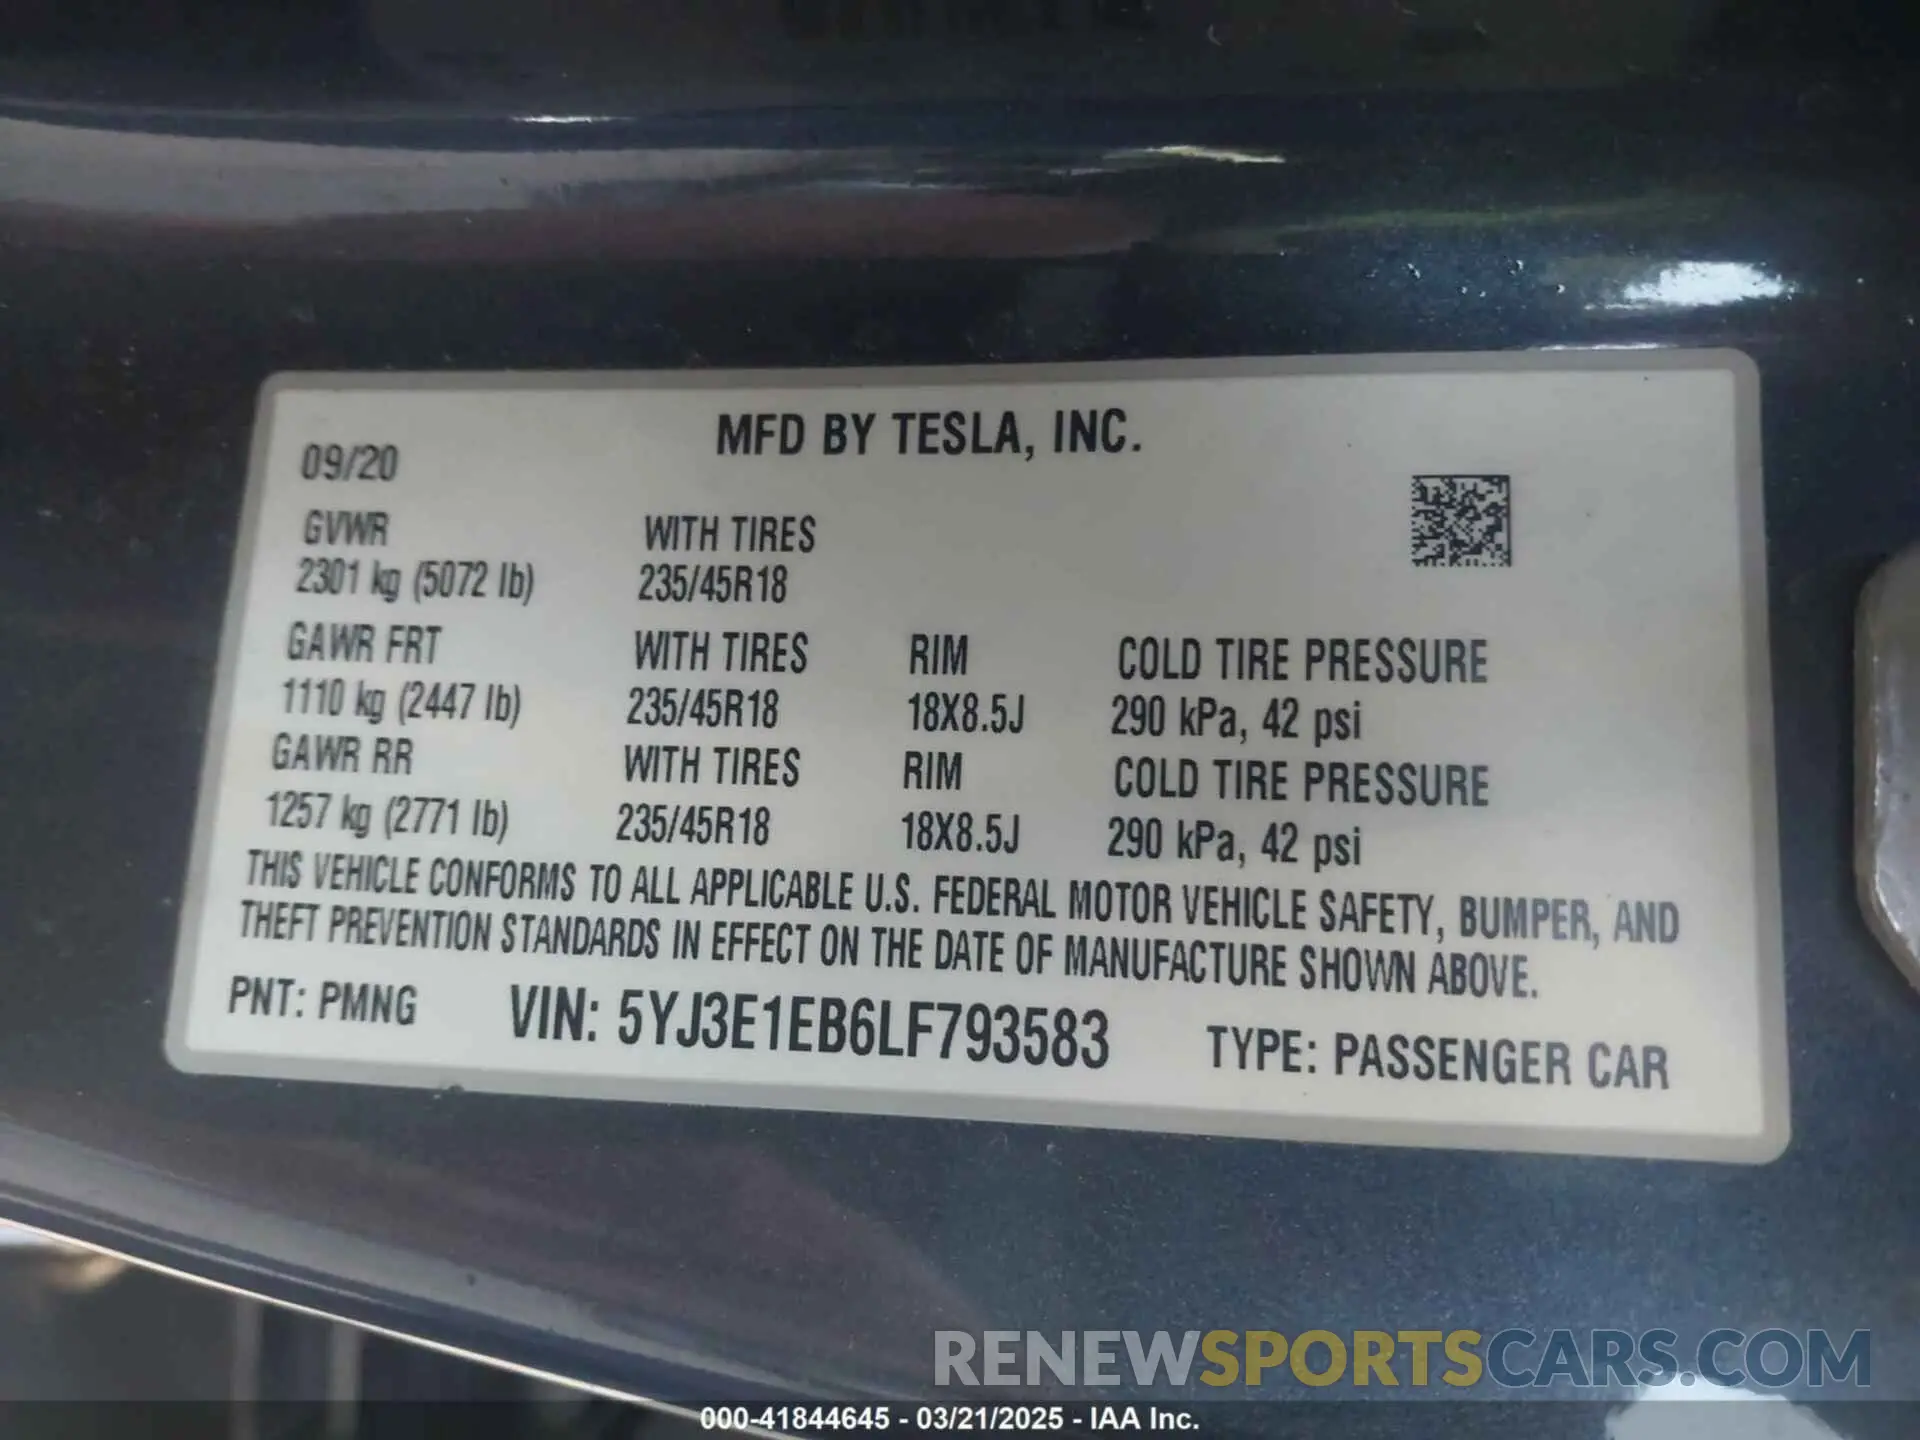 MFD BY TESLA, INC.
09/20
GVWR WITH TIRES
2301 kg (5072 lb) 235/45R18
GAWR FRT WITH TIRES RIM COLD TIRE PRESSURE
1110 kg (2447 lb) 235/45R18 18X8.5J 290 kPa, 42 psi
GAWR RR WITH TIRES RIM COLD TIRE PRESSURE
1257 kg (2771 lb) 235/45R18 18X8.5J 290 kPa, 42 psi
THIS VEHICLE CONFORMS TO ALL APPLICABLE U.S. FEDERAL MOTOR VEHICLE SAFETY, BUMPER, AND
THEFT PREVENTION STANDARDS IN EFFECT ON THE DATE OF MANUFACTURE SHOWN ABOVE.
PNT: PMNG VIN: 5YJ3E1EB6LF793583 TYPE: PASSENGER CAR
RENEWSPORTSCARS.COM
000-41844645 - 03/21/2025 - IAA Inc.